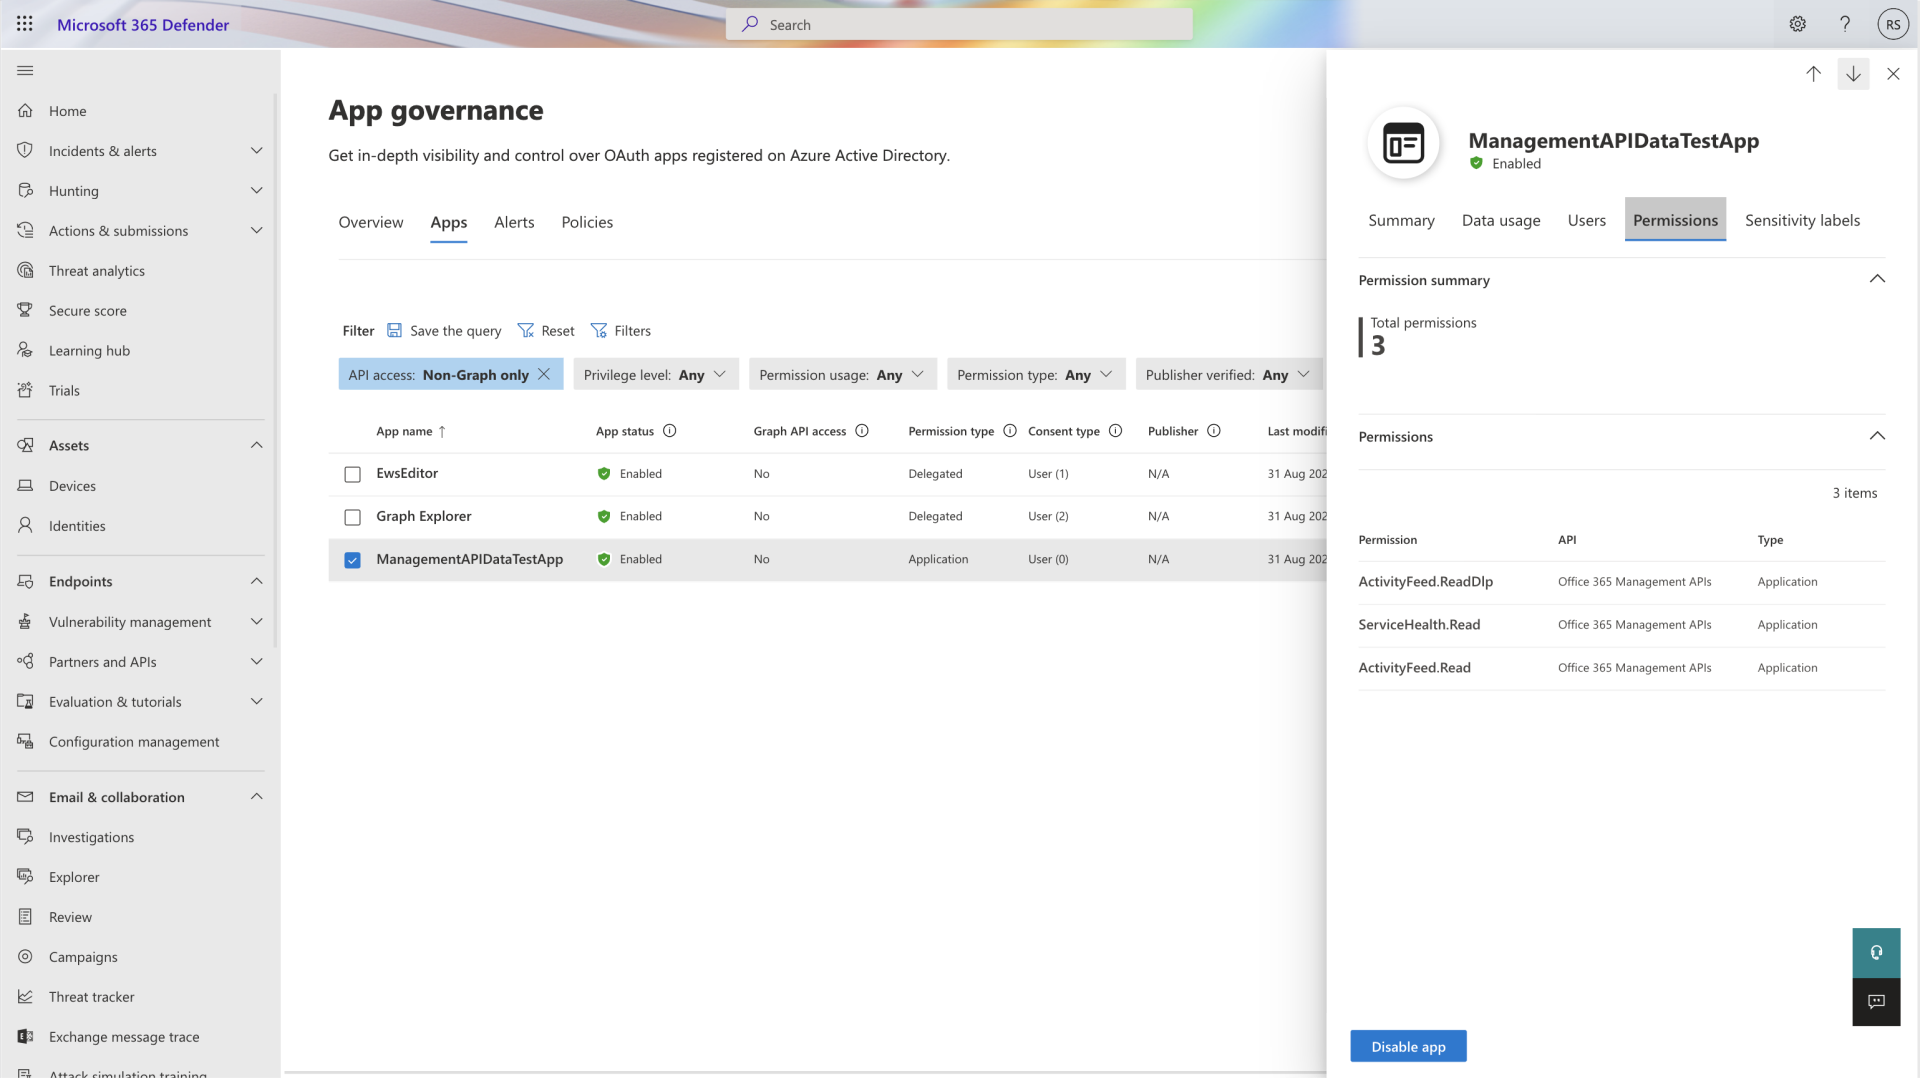 Microsoft 365 Defender
Search
RS
Home
Incidents & alerts
Hunting
Actions & submissions
Threat analytics
Secure score
Learning hub
Trials
Assets
Devices
Identities
Endpoints
Vulnerability management
Partners and APIs
Evaluation & tutorials
Configuration management
Email & collaboration
Investigations
Explorer
Review
Campaigns
Threat tracker
Exchange message trace
Attack simulation training
App governance
Get in-depth visibility and control over OAuth apps registered on Azure Active Directory.
Overview Apps Alerts Policies
Filter Save the query Reset Filters
API access: Non-Graph only Privilege level: Any Permission usage: Any Permission type: Any Publisher verified: Any
App name ↑ App status Graph API access Permission type Consent type Publisher Last modifi
EwsEditor Enabled No Delegated User (1) N/A 31 Aug 202
Graph Explorer Enabled No Delegated User (2) N/A 31 Aug 202
ManagementAPIDataTestApp Enabled No Application User (0) N/A 31 Aug 202
ManagementAPIDataTestApp
Enabled
Summary Data usage Users Permissions Sensitivity labels
Permission summary
Total permissions
3
Permissions
3 items
Permission API Type
ActivityFeed.ReadDlp Office 365 Management APIs Application
ServiceHealth.Read Office 365 Management APIs Application
ActivityFeed.Read Office 365 Management APIs Application
Disable app